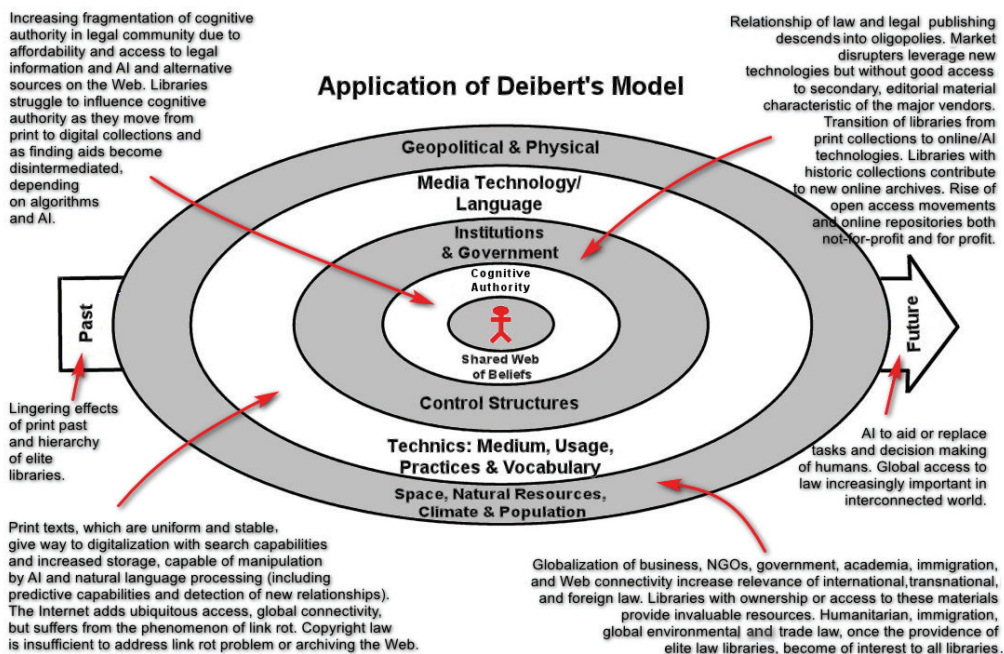 Increasing fragmentation of cognitive
authority in legal community due to
affordability and access to legal
information and AI and alternative
sources on the Web. Libraries
struggle to influence cognitive
authority as they move from
print to digital collections and
as finding aids become
disintermediated,
depending
on algorithms
and AI.
Application of Deibert's Model
Relationship of law and legal publishing
descends into oligopolies. Market
disrupters leverage new
technologies but without good access
to secondary, editorial material
characteristic of the major vendors.
Transition of libraries from
print collections to online/AI
technologies. Libraries with
historic collections contribute
to new online archives. Rise of
open access movements
and online repositories both
not-for-profit and for profit.
Geopolitical & Physical
Media Technology/
Language
Institutions
& Government
Cognitive
Authority
Shared Web
of Beliefs
Control Structures
Technics: Medium, Usage,
Practices & Vocabulary
Space, Natural Resources,
Climate & Population
Past
Future
Lingering effects
of print past
and hierarchy
of elite
libraries.
AI to aid or replace
tasks and decision making
of humans. Global access to
law increasingly important in
interconnected world.
Print texts, which are uniform and stable,
give way to digitalization with search capabilities
and increased storage, capable of manipulation
by AI and natural language processing (including
predictive capabilities and detection of new relationships).
The Internet adds ubiquitous access, global connectivity,
but suffers from the phenomenon of link rot. Copyright law
is insufficient to address link rot problem or archiving the Web.
Globalization of business, NGOs, government, academia, immigration,
and Web connectivity increase relevance of international,transnational,
and foreign law. Libraries with ownership or access to these materials
provide invaluable resources. Humanitarian, immigration,
global environmental and trade law, once the providence of
elite law libraries, become of interest to all libraries.